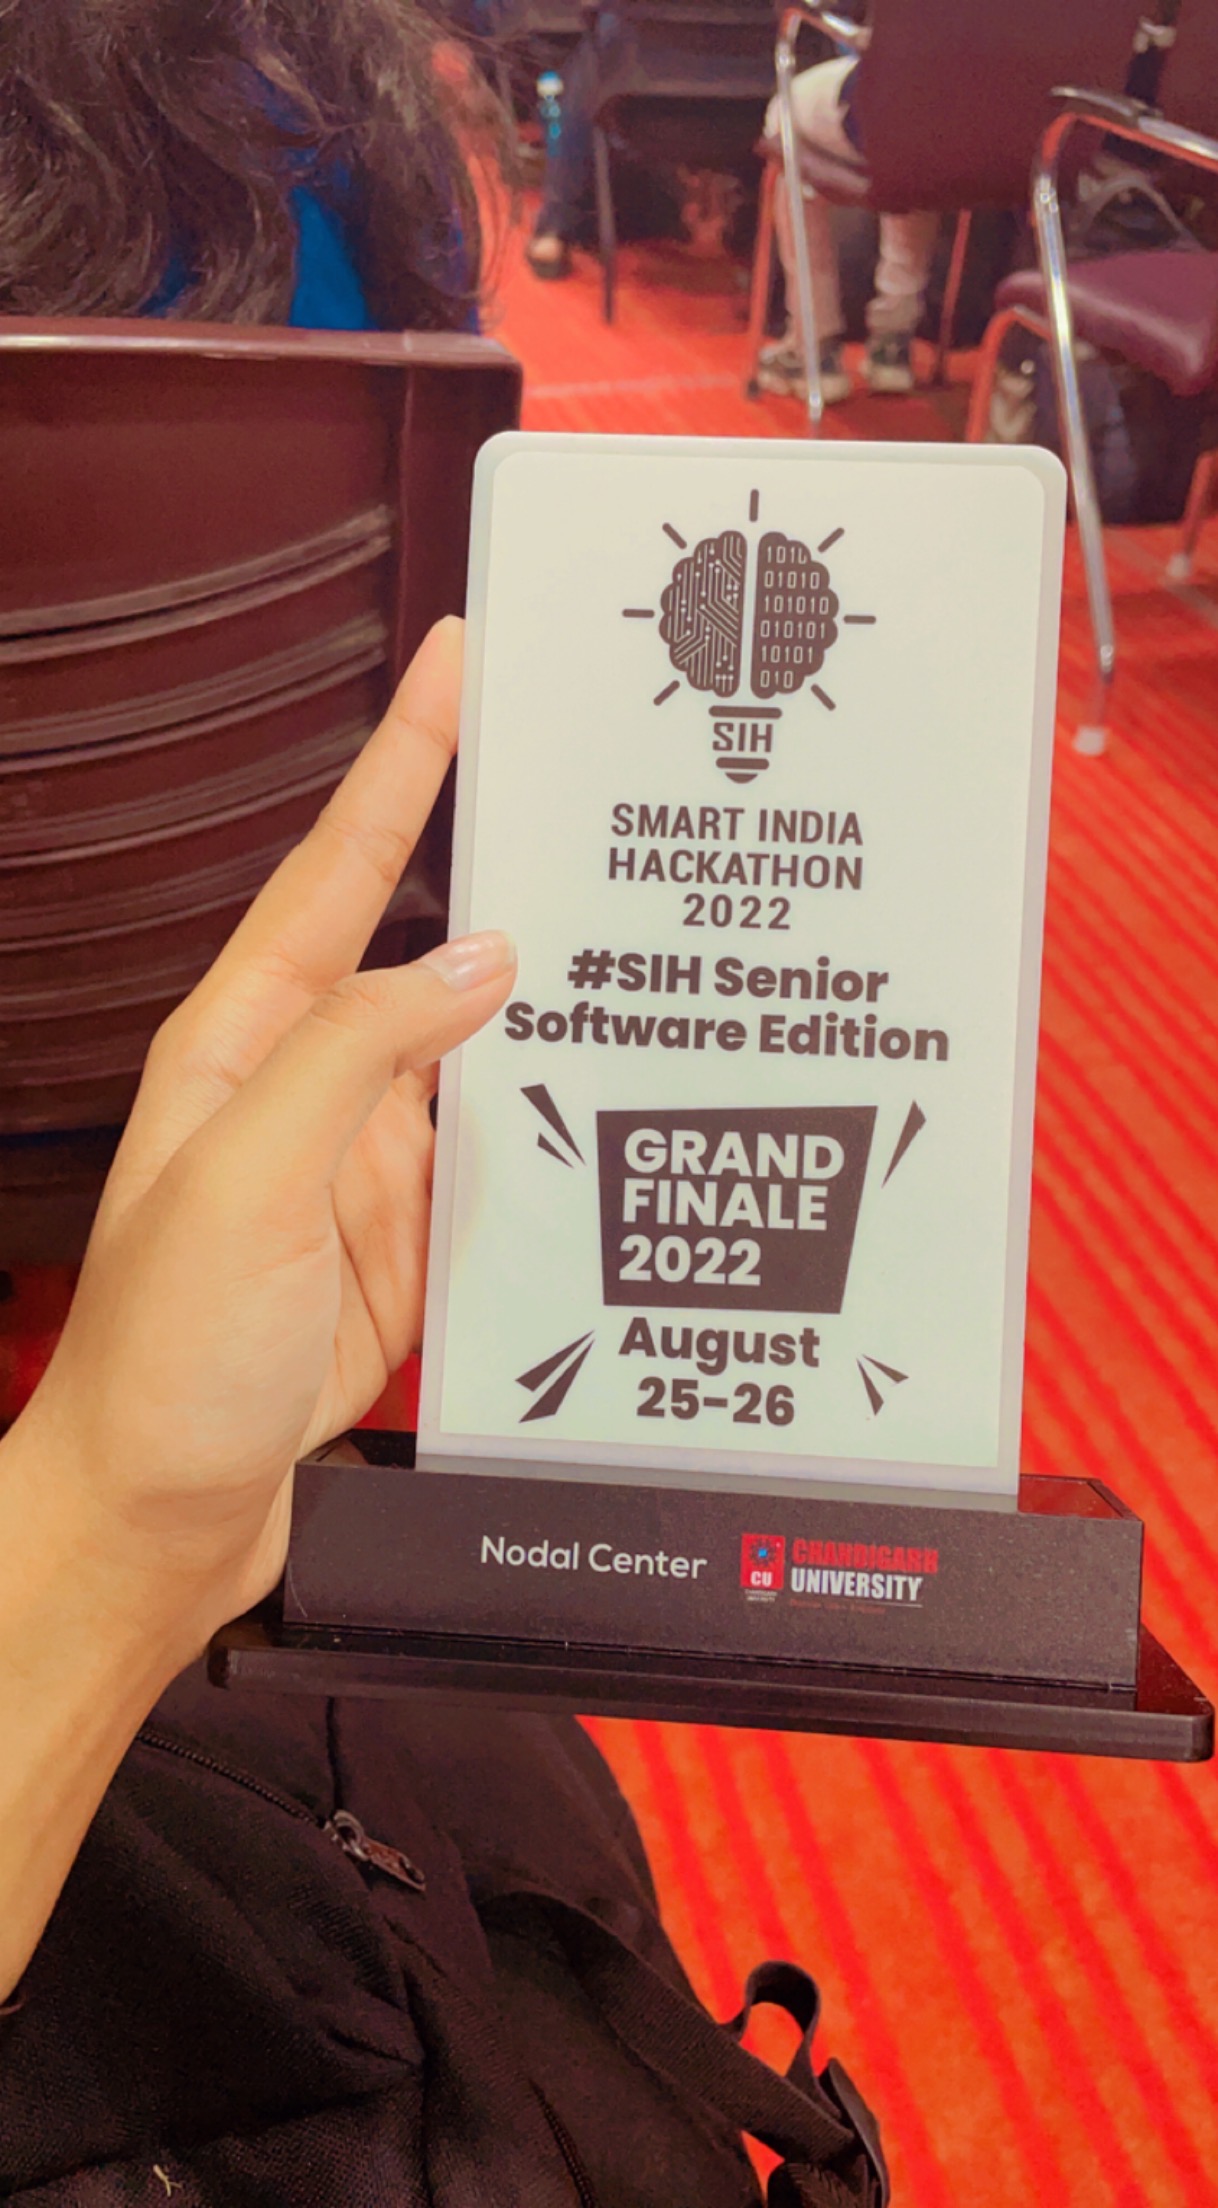 101
01010
101010
010101
10101
010
SIH
SMART INDIA
HACKATHON
2022
#SIH Senior
Software Edition
GRAND
FINALE
2022
August
25-26
Nodal Center
CU
CHANDIGARH
UNIVERSITY